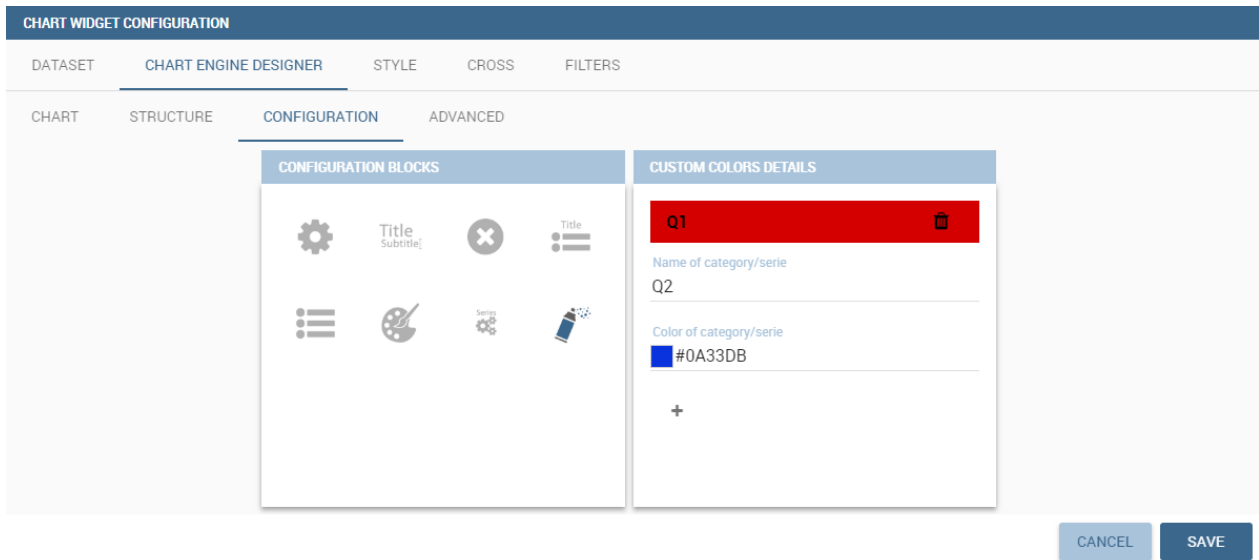 CHART WIDGET CONFIGURATION
DATASET CHART ENGINE DESIGNER STYLE CROSS FILTERS
CHART STRUCTURE CONFIGURATION ADVANCED
CONFIGURATION BLOCKS
Title
Subtitle[
Title
Series
CUSTOM COLORS DETAILS
Q1
Name of category/serie
Q2
Color of category/serie
#0A33DB
+
CANCEL SAVE